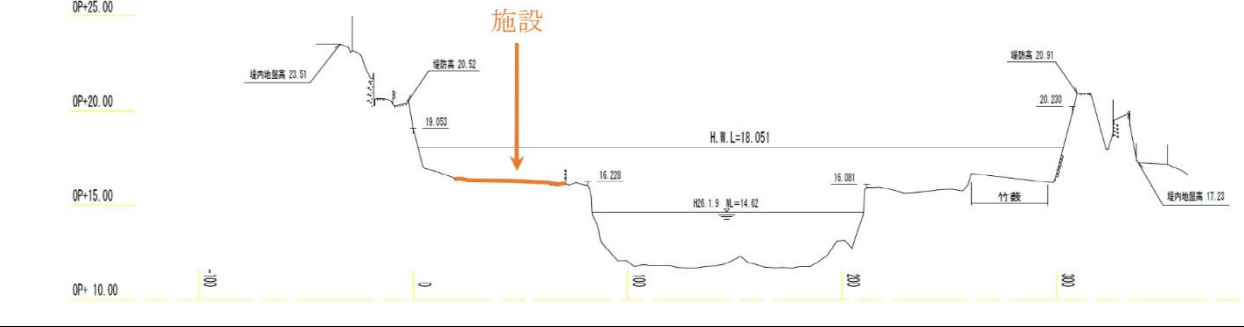 OP+25.00
施設
堤内地盤高 23.51
堤防高 20.52
堤防高 20.91
B
OP+20.00
19.053
20.230
H.W.L=18.051
16.228
16.081
OP+15.00
H26.1.9 WL=14.62
竹藪
堤内地盤高 17.23
-100
0
100
200
300
OP+ 10.00